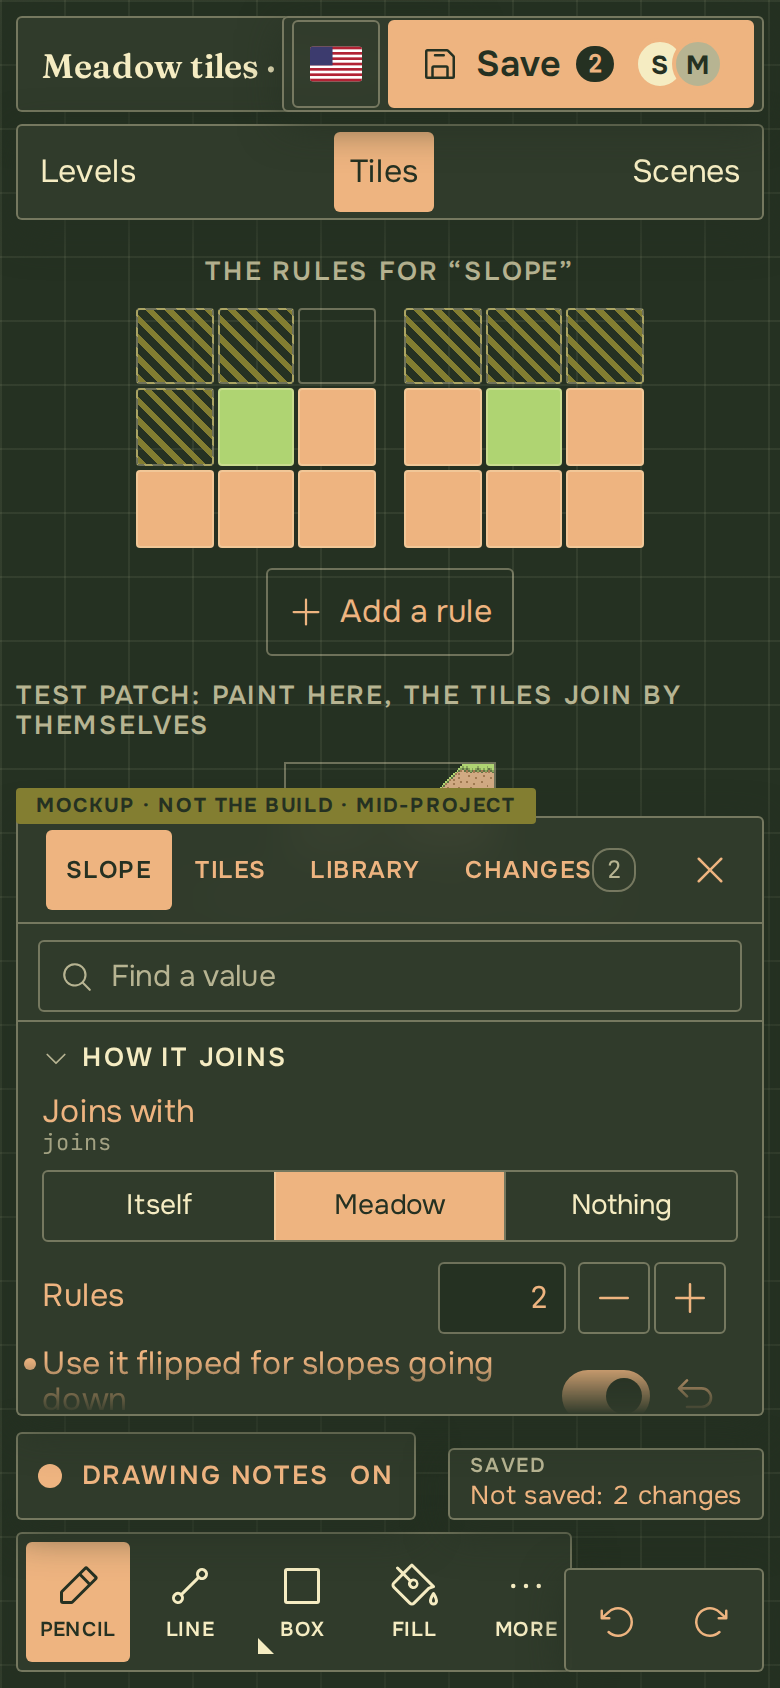 Meadow tiles ·
Save 2 S M
Levels Tiles Scenes
THE RULES FOR “SLOPE”
Add a rule
TEST PATCH: PAINT HERE, THE TILES JOIN BY
THEMSELVES
MOCKUP · NOT THE BUILD · MID-PROJECT
SLOPE TILES LIBRARY CHANGES 2
Find a value
HOW IT JOINS
Joins with
joins
Itself Meadow Nothing
Rules 2
Use it flipped for slopes going
down
DRAWING NOTES ON
SAVED
Not saved: 2 changes
PENCIL LINE BOX FILL MORE